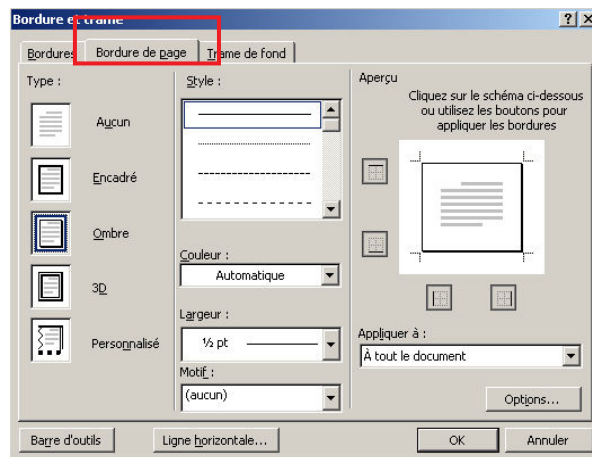 Bordure et trame
Bordures
Bordure de page
Trame de fond
Type :
Aucun
Encadré
Ombre
3D
Personnalisé
Style :
Couleur :
Automatique
Largeur :
½ pt
Motif :
(aucun)
Aperçu
Cliquez sur le schéma ci-dessous
ou utilisez les boutons pour
appliquer les bordures
Appliquer à :
À tout le document
Options...
Barre d'outils
Ligne horizontale...
OK
Annuler